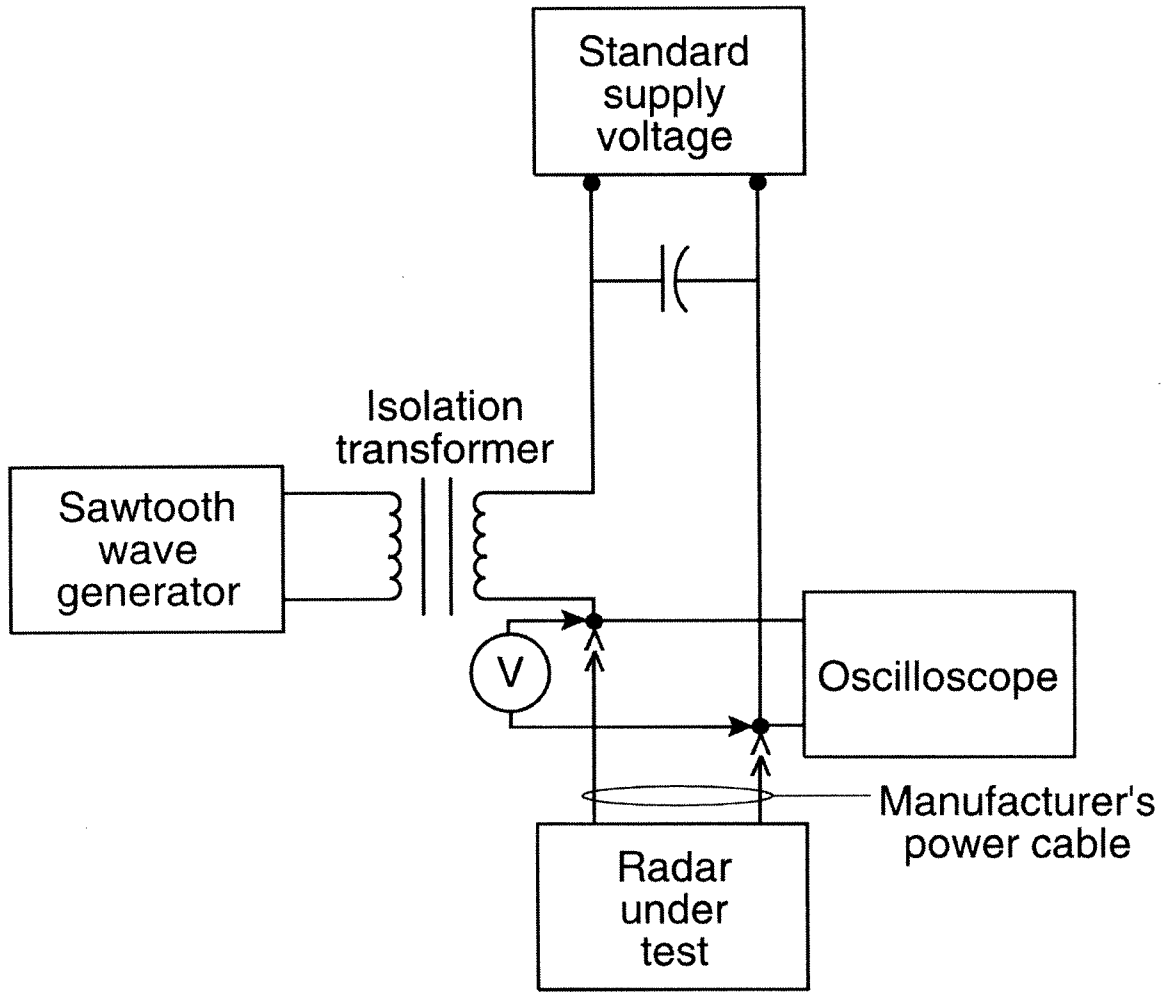 Standard
supply
voltage
Isolation
transformer
Sawtooth
wave
generator
V
Oscilloscope
Manufacturer's
power cable
Radar
under
test